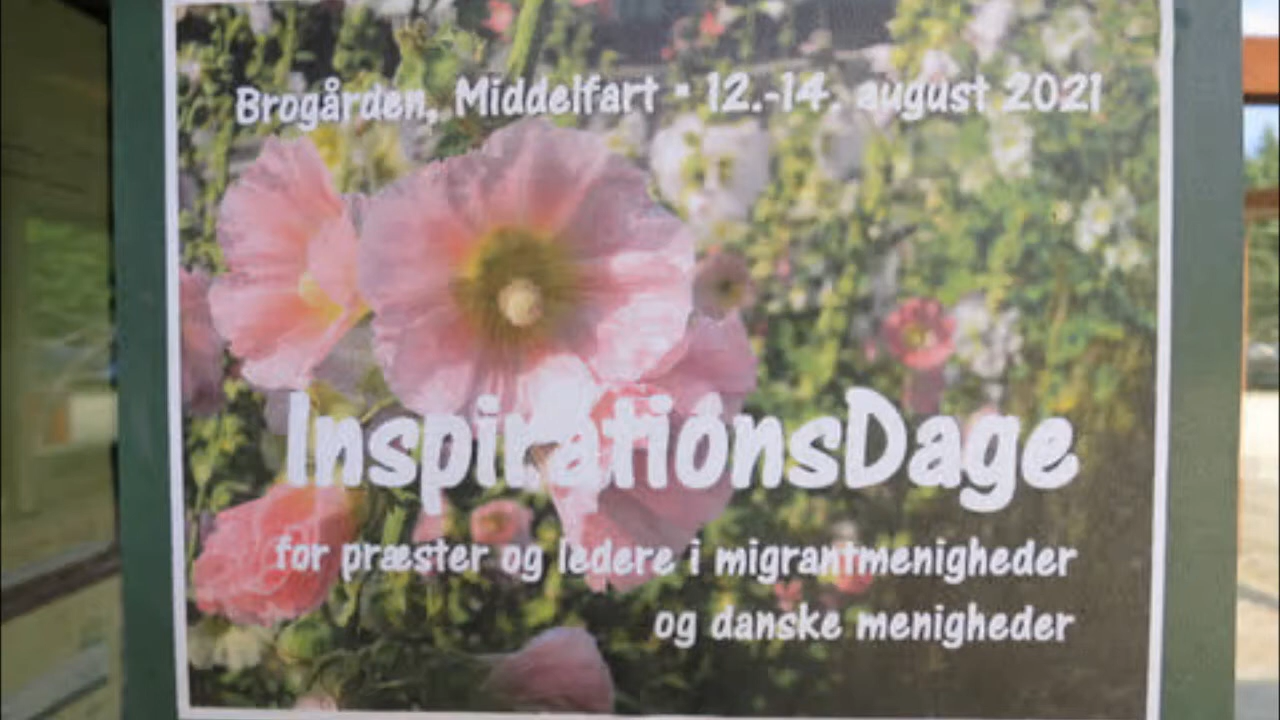 Brogården, Middelfart · 12.-14. august 2021
InspirationsDage
for præster og ledere i migrantmenigheder
og danske menigheder